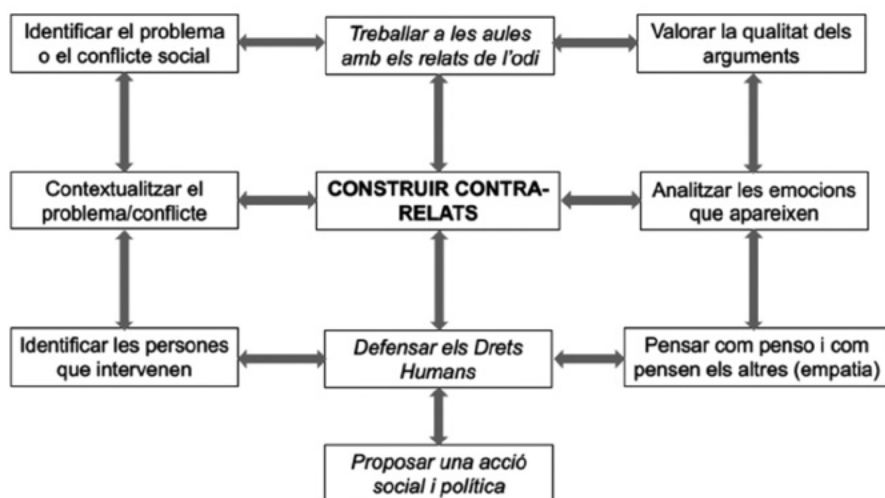 Identificar el problema
o el conflicte social
Treballar a les aules
amb els relats de l'odi
Valorar la qualitat dels
arguments
Contextualitzar el
problema/conflicte
CONSTRUIR CONTRA-
RELATS
Analitzar les emocions
que apareixen
Identificar les persones
que intervenen
Defensar els Drets
Humans
Pensar com penso i com
pensen els altres (empatia)
Proposar una acció
social i política